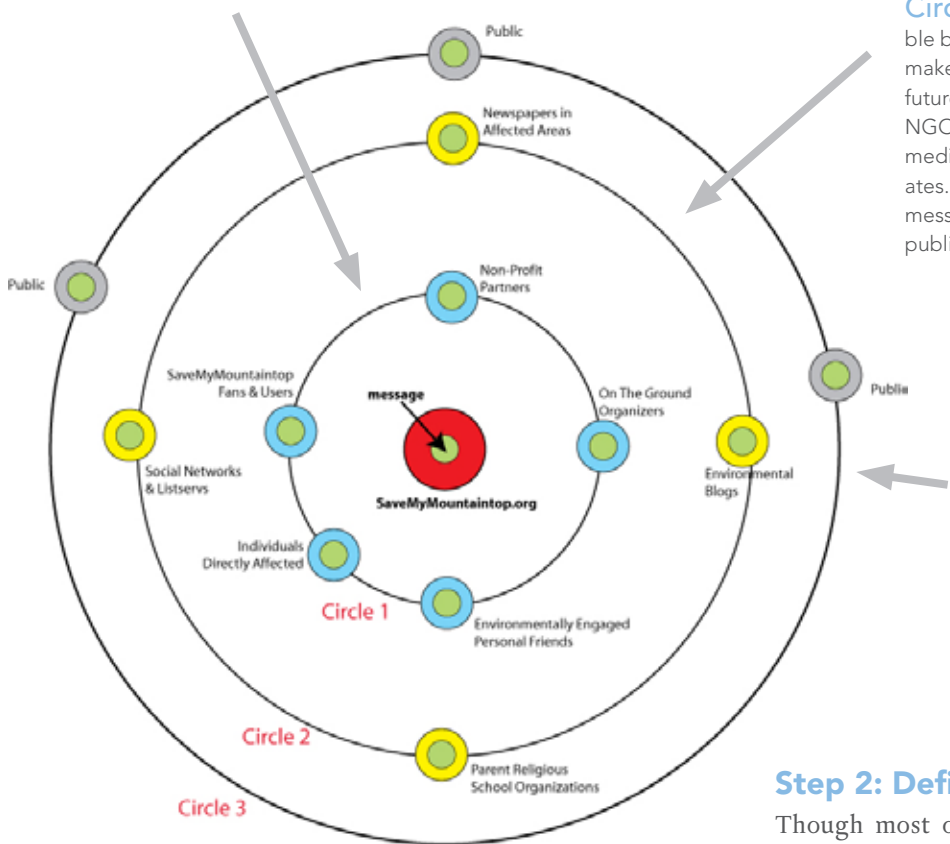 Public
Newspapers in
Affected Areas
Public
Non-Profit
Partners
SaveMyMountaintop
Fans & Users
message
On The Ground
Organizers
Public
Social Networks
& Listservs
SaveMyMountaintop.org
Environmental
Blogs
Individuals
Directly Affected
Circle 1
Environmentally Engaged
Personal Friends
Circle 2
Parent Religious
School Organizations
Circle 3
ble b
make
future
NGO
medi
ates.
mess
publi
Step 2: Defi
Though most o